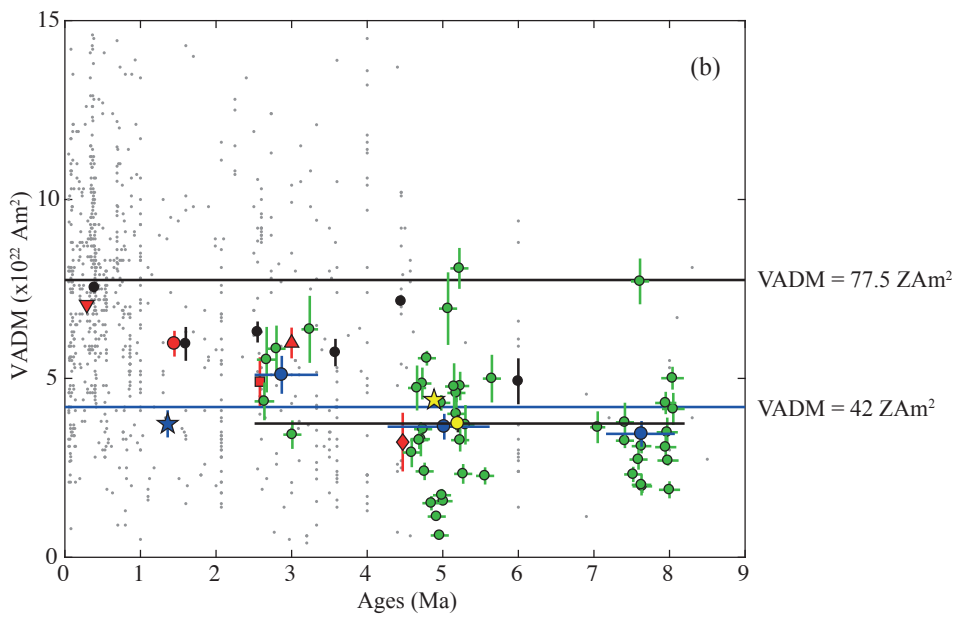 (b)
15
10
5
0
VADM (x10²² Am²)
VADM = 77.5 ZAm²
VADM = 42 ZAm²
0 1 2 3 4 5 6 7 8 9
Ages (Ma)